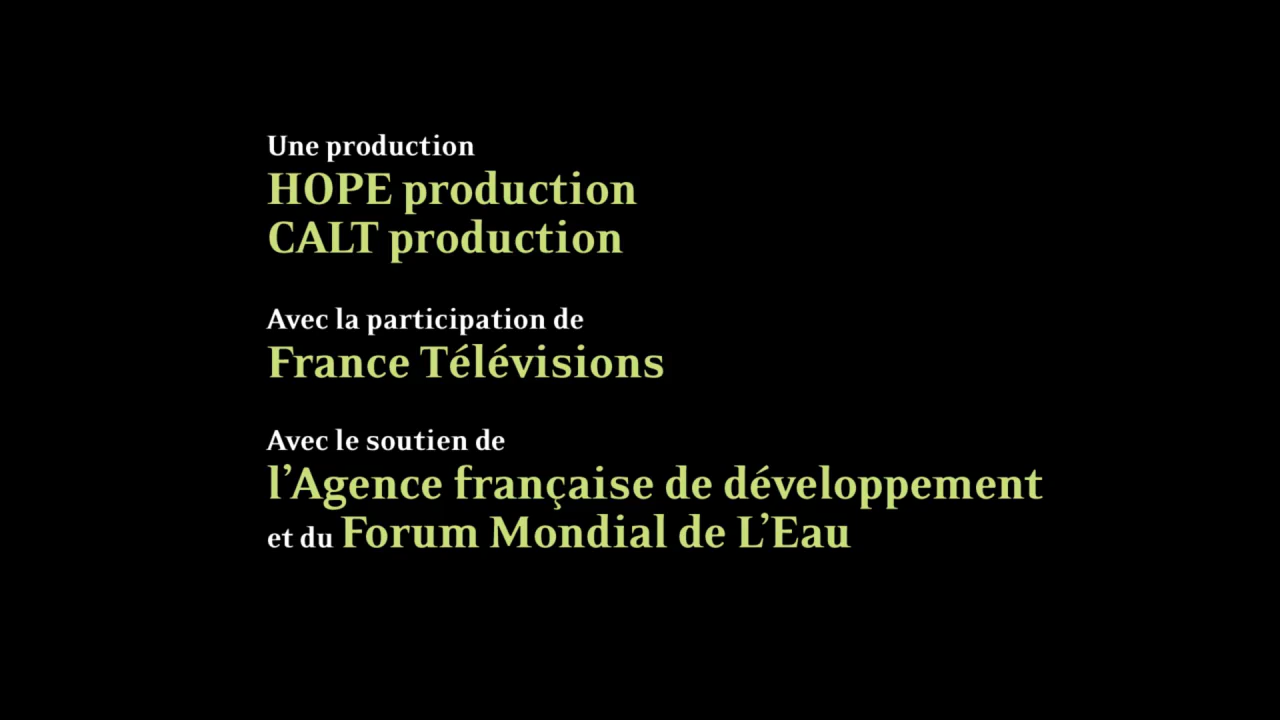 Une production
HOPE production
CALT production
Avec la participation de
France Télévisions
Avec le soutien de
l’Agence française de développement
et du Forum Mondial de L’Eau